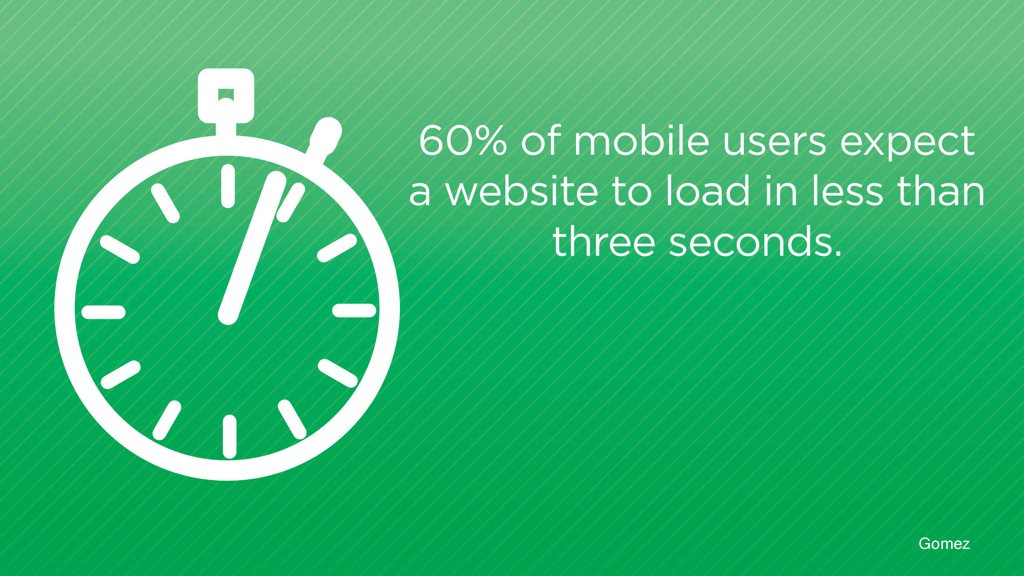 60% of mobile users expect
a website to load in less than
three seconds.
Gomez